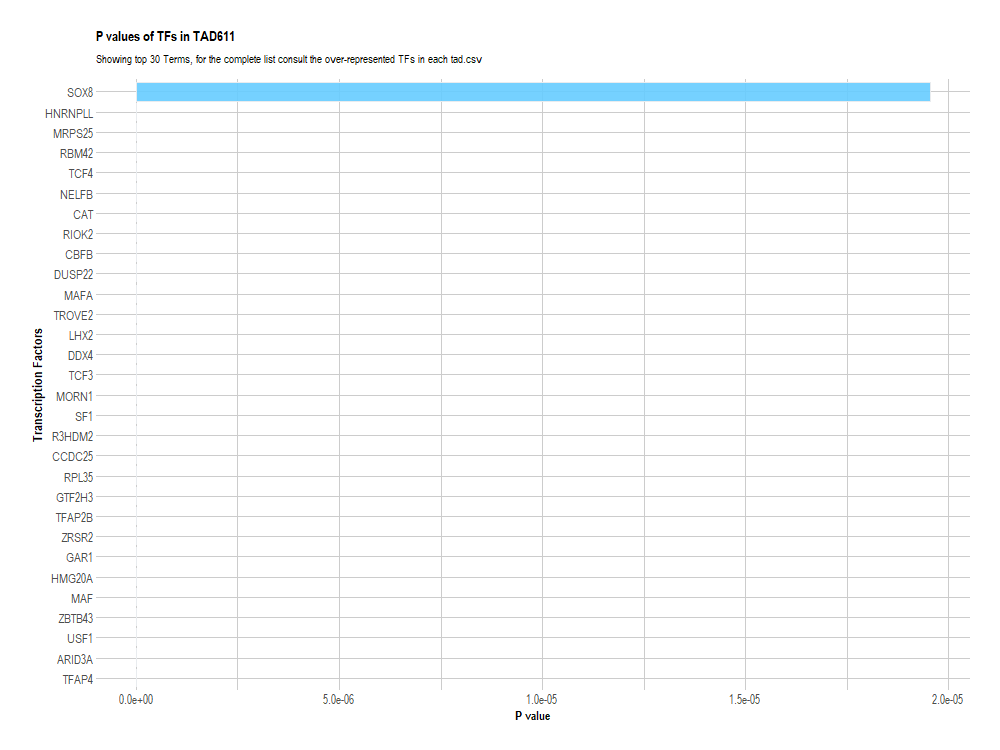 P values of TFs in TAD611
Showing top 30 Terms, for the complete list consult the over-represented TFs in each tad.csv
SOX8
HNRNPLL
MRPS25
RBM42
TCF4
NELFB
CAT
RIOK2
CBFB
DUSP22
MAFA
TROVE2
LHX2
DDX4
TCF3
MORN1
SF1
R3HDM2
CCDC25
RPL35
GTF2H3
TFAP2B
ZRSR2
GAR1
HMG20A
MAF
ZBTB43
USF1
ARID3A
TFAP4
Transcription Factors
0.0e+00 5.0e-06 1.0e-05 1.5e-05 2.0e-05
P value